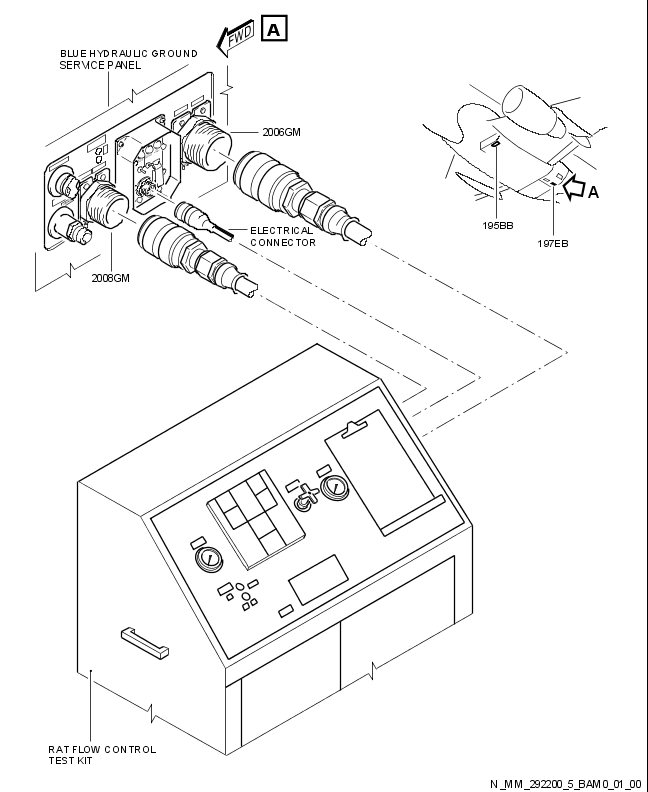 FWD
A
BLUE HYDRAULIC GROUND
SERVICE PANEL
2006GM
A
195BB
197EB
ELECTRICAL
CONNECTOR
2008GM
RAT FLOW CONTROL
TEST KIT
N_MM_292200_5_BAM0_01_00